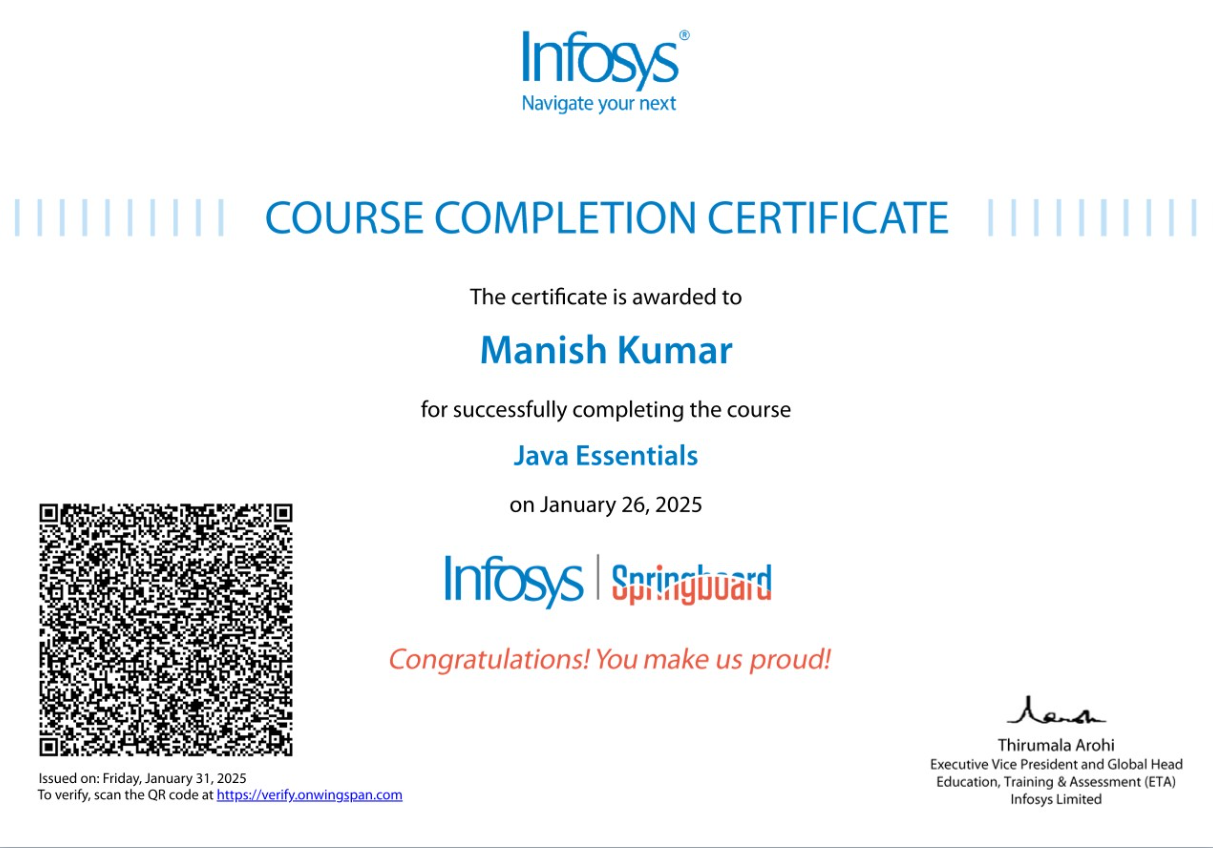 Infosys®
Navigate your next
COURSE COMPLETION CERTIFICATE
The certificate is awarded to
Manish Kumar
for successfully completing the course
Java Essentials
on January 26, 2025
Infosys | Springboard
Congratulations! You make us proud!
Issued on: Friday, January 31, 2025
To verify, scan the QR code at https://verify.onwingspan.com
Thirumala Arohi
Executive Vice President and Global Head
Education, Training & Assessment (ETA)
Infosys Limited